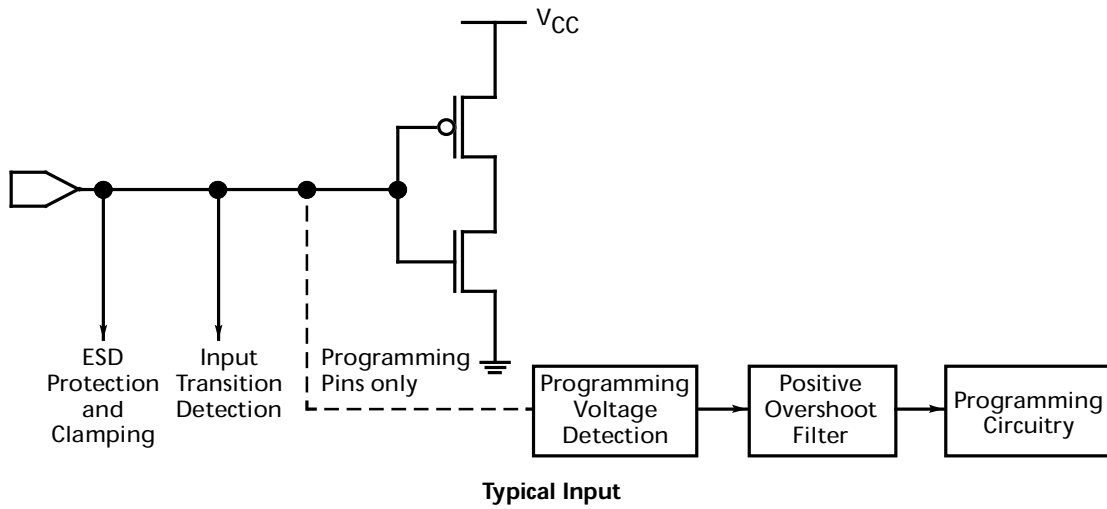 VCC
ESD
Protection
and
Clamping
Input
Transition
Detection
Programming
Pins only
Programming
Voltage
Detection
Positive
Overshoot
Filter
Programming
Circuitry
Typical Input